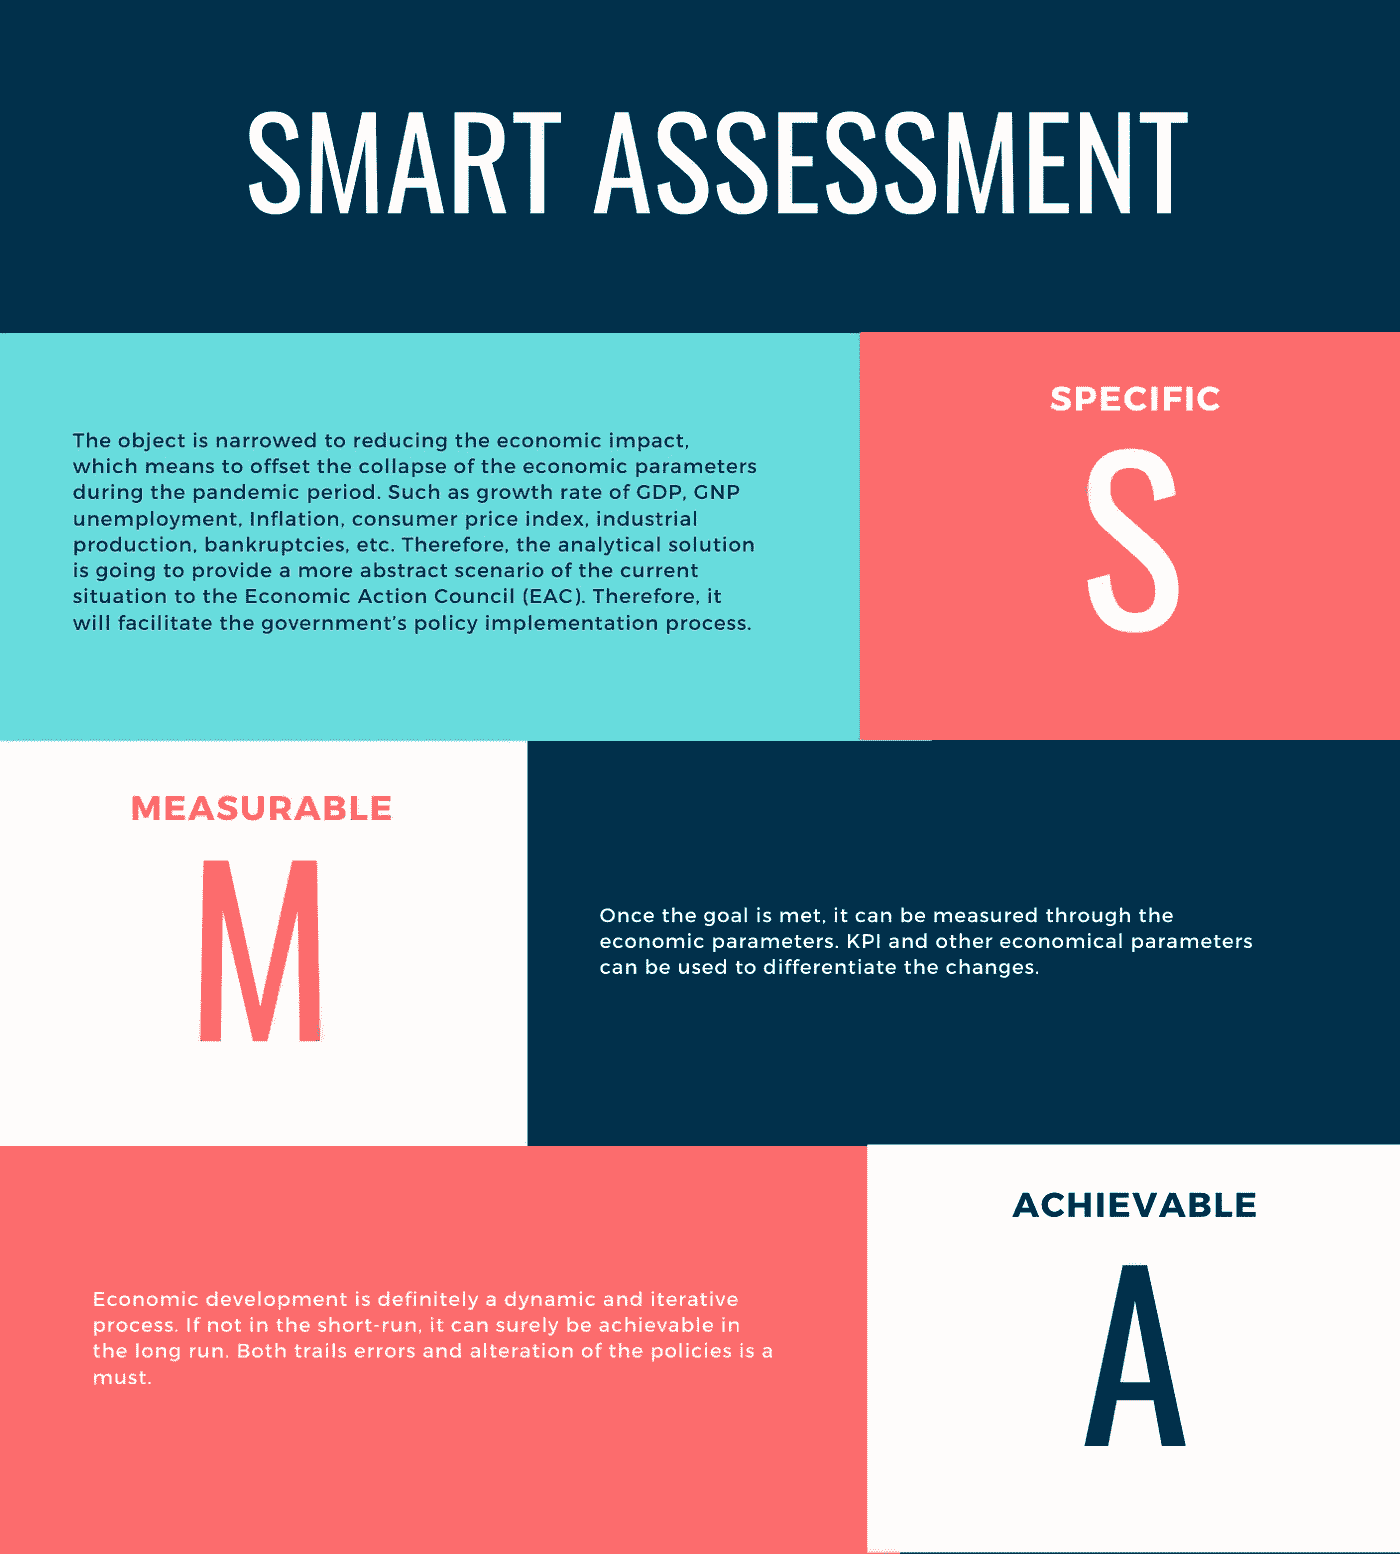 SMART ASSESSMENT
The object is narrowed to reducing the economic impact,
which means to offset the collapse of the economic parameters
during the pandemic period. Such as growth rate of GDP, GNP
unemployment, Inflation, consumer price index, industrial
production, bankruptcies, etc. Therefore, the analytical solution
is going to provide a more abstract scenario of the current
situation to the Economic Action Council (EAC). Therefore, it
will facilitate the government's policy implementation process.
SPECIFIC
S
MEASURABLE
M
Once the goal is met, it can be measured through the
economic parameters. KPI and other economical parameters
can be used to differentiate the changes.
Economic development is definitely a dynamic and iterative
process. If not in the short-run, it can surely be achievable in
the long run. Both trails errors and alteration of the policies is a
must.
ACHIEVABLE
A